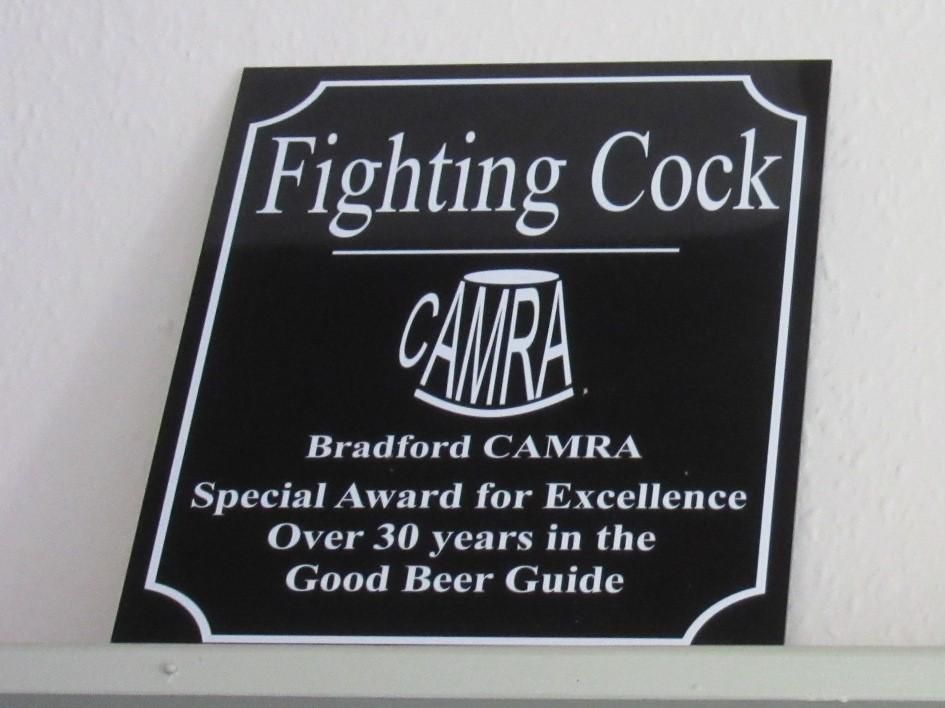 Fighting Cock
CAMRA
Bradford CAMRA
Special Award for Excellence
Over 30 years in the
Good Beer Guide